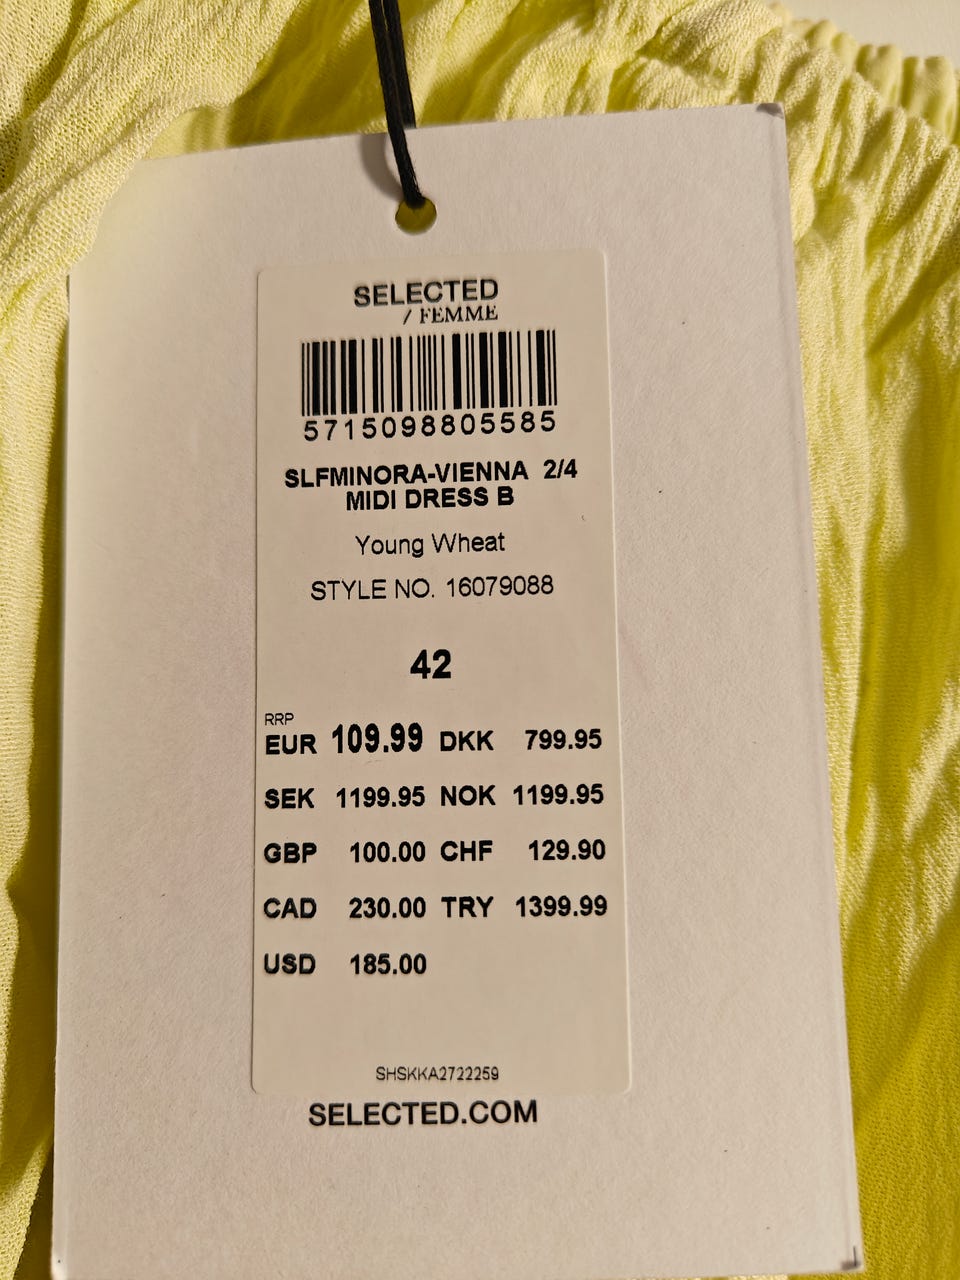 SELECTED
/ FEMME
5715098805585
SLFMINORA-VIENNA 2/4
MIDI DRESS B
Young Wheat
STYLE NO. 16079088
42
RRP
EUR 109.99 DKK 799.95
SEK 1199.95 NOK 1199.95
GBP 100.00 CHF 129.90
CAD 230.00 TRY 1399.99
USD 185.00
SHSKKA2722259
SELECTED.COM